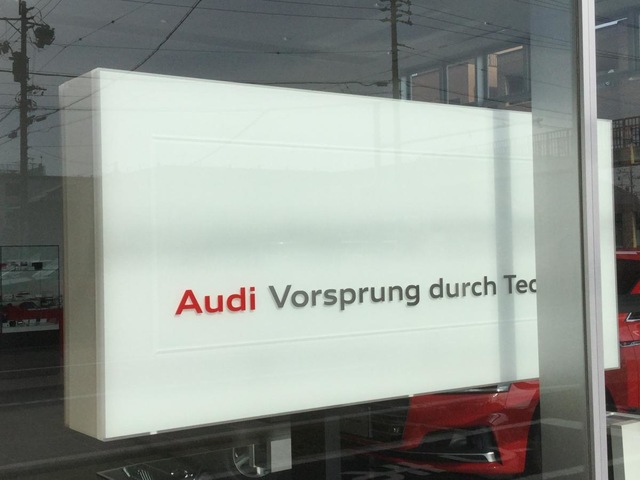 Audi Vorsprung durch Tec